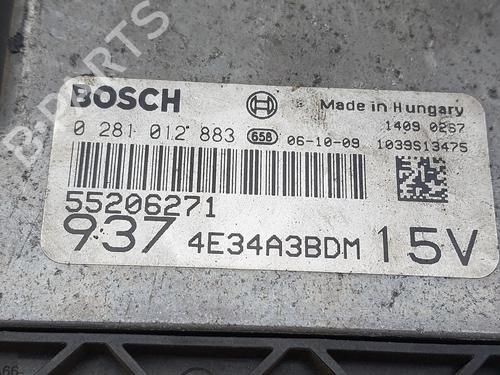 BOSCH
Made in Hungary
0 281 012 883 658 06-10-09
1409 0267
1039S13475
55206271
937 4E34A3BDM 15V
A66
B-PARTS